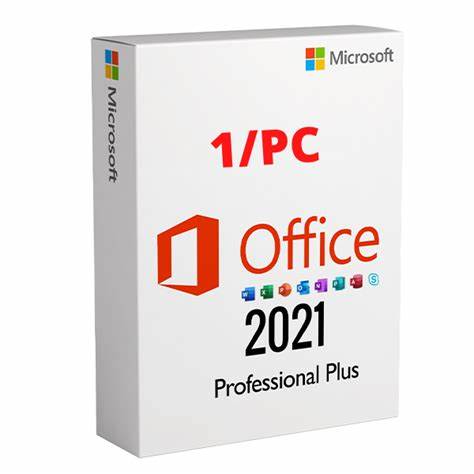 Microsoft
Microsoft
1/PC
Office
W X P O N P A S
2021
Professional Plus